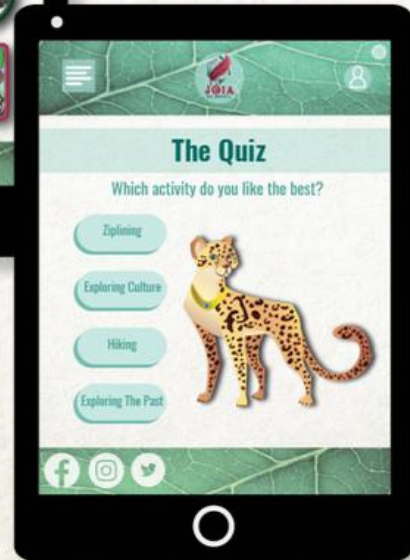 JOIA
The Quiz
Which activity do you like the best?
Ziplining
Exploring Culture
Hiking
Exploring The Past